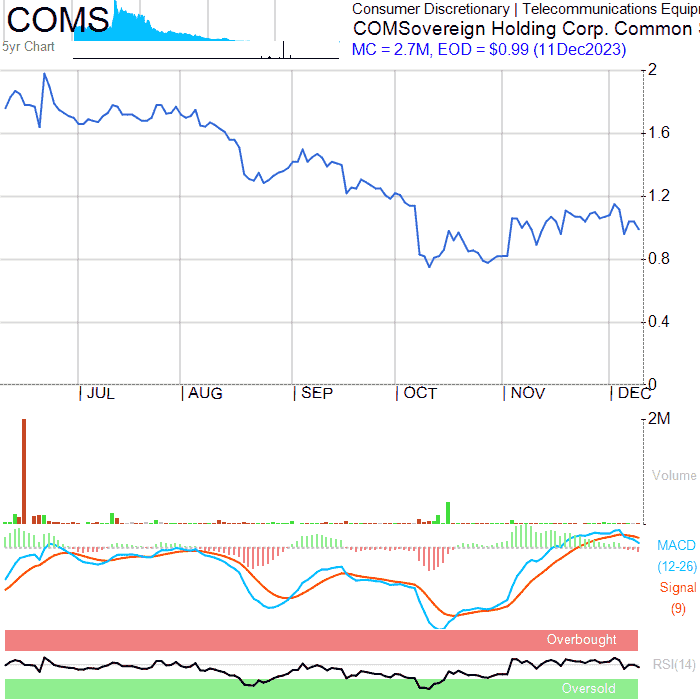 COMS
5yr Chart
Consumer Discretionary | Telecommunications Equip
COMSovereign Holding Corp. Common
MC = 2.7M, EOD = $0.99 (11Dec2023)
2
1.6
1.2
0.8
0.4
0
JUL AUG SEP OCT NOV DEC
2M
Volume
MACD
(12-26)
Signal
(9)
Overbought
RSI(14)
Oversold